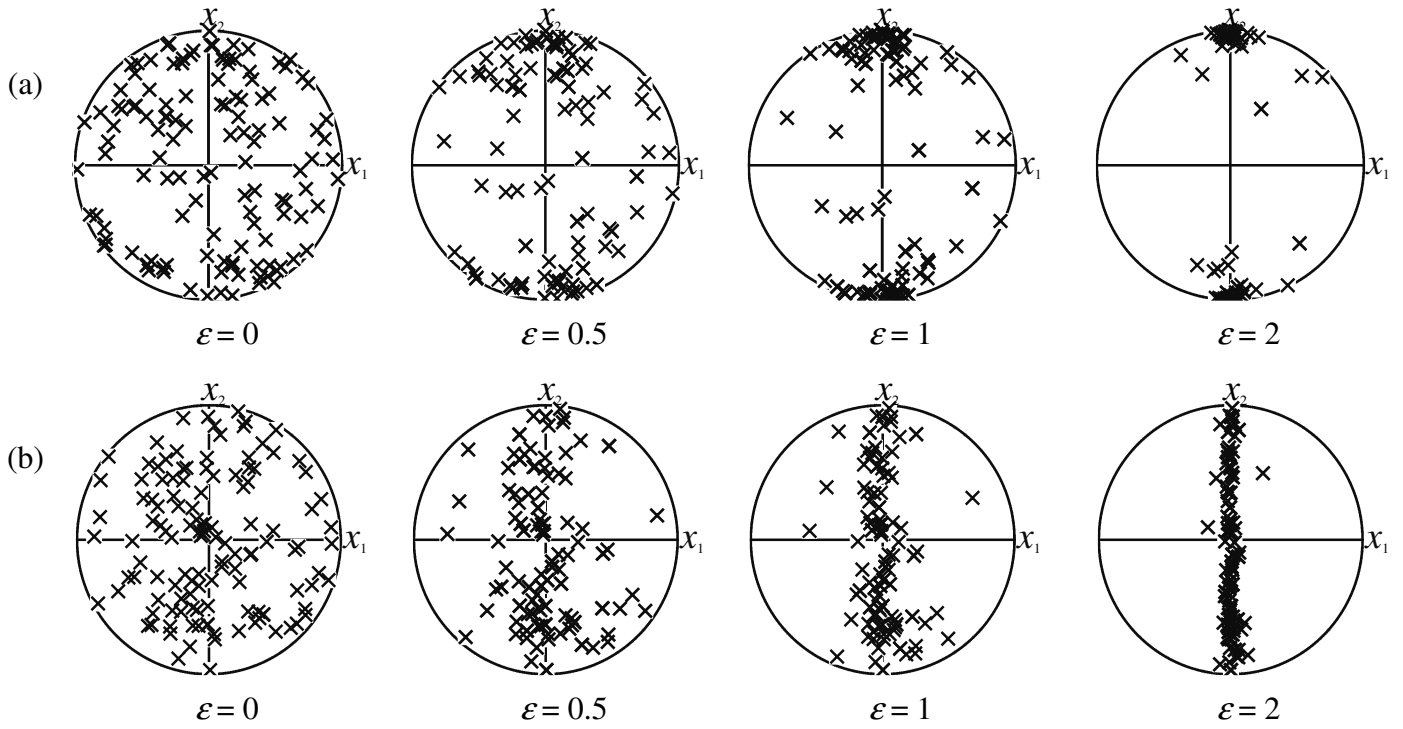 x₂ x₂ x₂ x₂
(a)
x₁ x₁ x₁ x₁
ε = 0 ε = 0.5 ε = 1 ε = 2
x₂ x₂ x₂ x₂
(b)
x₁ x₁ x₁ x₁
ε = 0 ε = 0.5 ε = 1 ε = 2